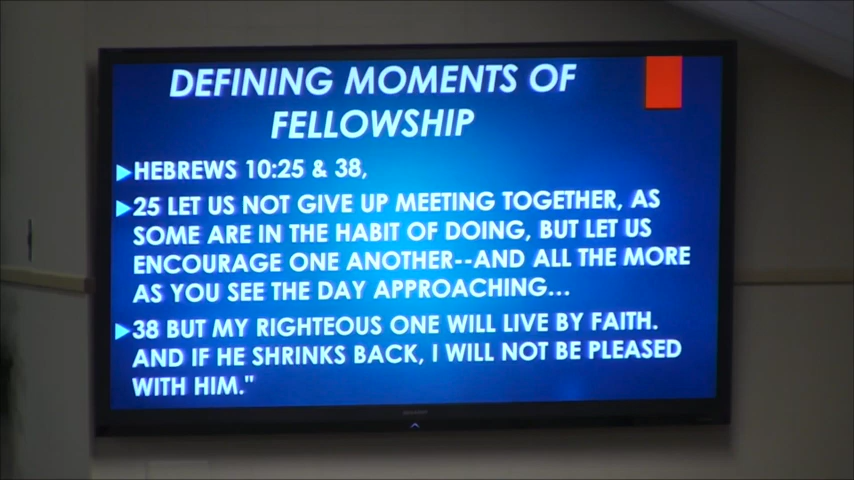 DEFINING MOMENTS OF
FELLOWSHIP
HEBREWS 10:25 & 38,
25 LET US NOT GIVE UP MEETING TOGETHER, AS
SOME ARE IN THE HABIT OF DOING, BUT LET US
ENCOURAGE ONE ANOTHER--AND ALL THE MORE
AS YOU SEE THE DAY APPROACHING...
38 BUT MY RIGHTEOUS ONE WILL LIVE BY FAITH.
AND IF HE SHRINKS BACK, I WILL NOT BE PLEASED
WITH HIM."